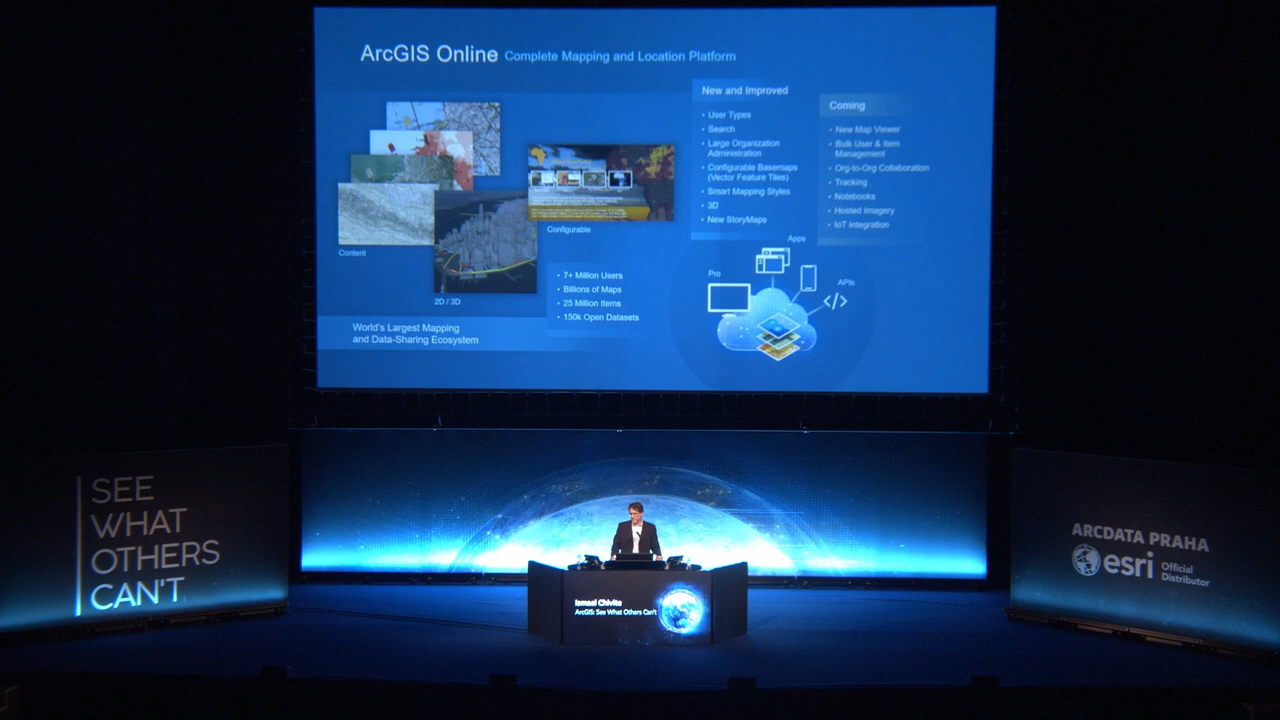 ArcGIS Online Complete Mapping and Location Platform
New and Improved
• User Types
• Search
• Large Organization
Administration
• Configurable Basemaps
(Vector Feature Tiles)
• Smart Mapping Styles
• 3D
• New StoryMaps
Coming
• New Map Viewer
• Bulk User & Item
Management
• Org-to-Org Collaboration
• Tracking
• Notebooks
• Hosted Imagery
• IoT Integration
Content
2D / 3D
Configurable
• 7+ Million Users
• Billions of Maps
• 25 Million Items
• 150k Open Datasets
World's Largest Mapping
and Data-Sharing Ecosystem
Apps
Pro
APIs
</>
SEE
WHAT
OTHERS
CAN'T
Ismael Chivite
ArcGIS: See What Others Can't
ARCDATA PRAHA
esri Official
Distributor